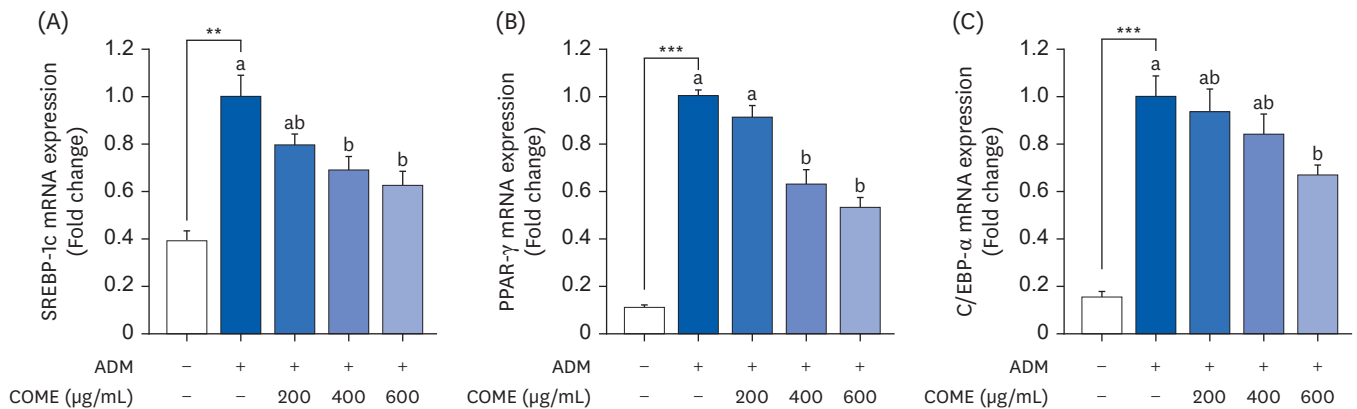 (A)
SREBP-1c mRNA expression
(Fold change)
1.2
1.0
0.8
0.6
0.4
0.2
0
**
a
ab
b
b
ADM − + + + +
COME (µg/mL) − − 200 400 600
(B)
PPAR-γ mRNA expression
(Fold change)
1.2
1.0
0.8
0.6
0.4
0.2
0
***
a
a
b
b
ADM − + + + +
COME (µg/mL) − − 200 400 600
(C)
C/EBP-α mRNA expression
(Fold change)
1.2
1.0
0.8
0.6
0.4
0.2
0
***
a
ab
ab
b
ADM − + + + +
COME (µg/mL) − − 200 400 600